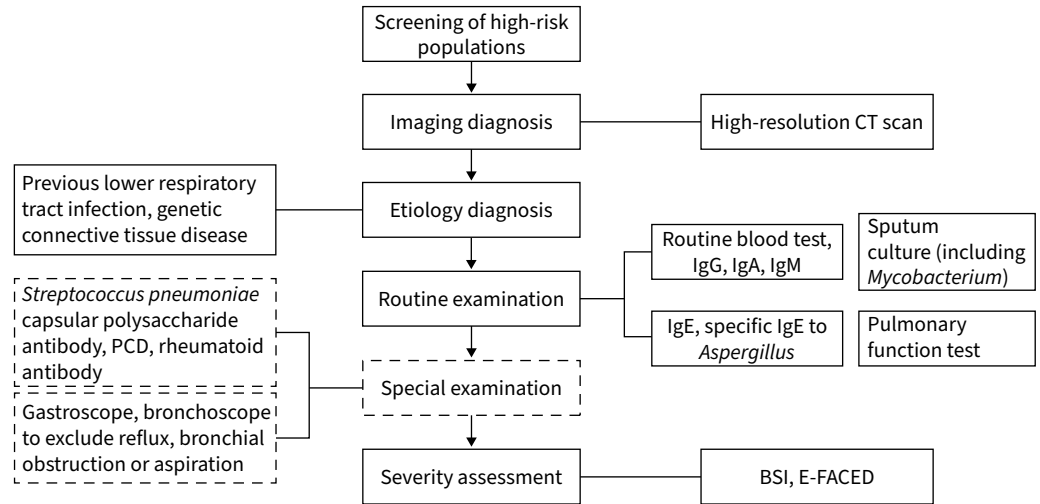 Screening of high-risk
populations
Imaging diagnosis
High-resolution CT scan
Previous lower respiratory
tract infection, genetic
connective tissue disease
Etiology diagnosis
Routine blood test,
IgG, IgA, IgM
Sputum
culture (including
Mycobacterium)
Routine examination
IgE, specific IgE to
Aspergillus
Pulmonary
function test
Streptococcus pneumoniae
capsular polysaccharide
antibody, PCD, rheumatoid
antibody
Special examination
Gastroscope, bronchoscope
to exclude reflux, bronchial
obstruction or aspiration
Severity assessment
BSI, E-FACED